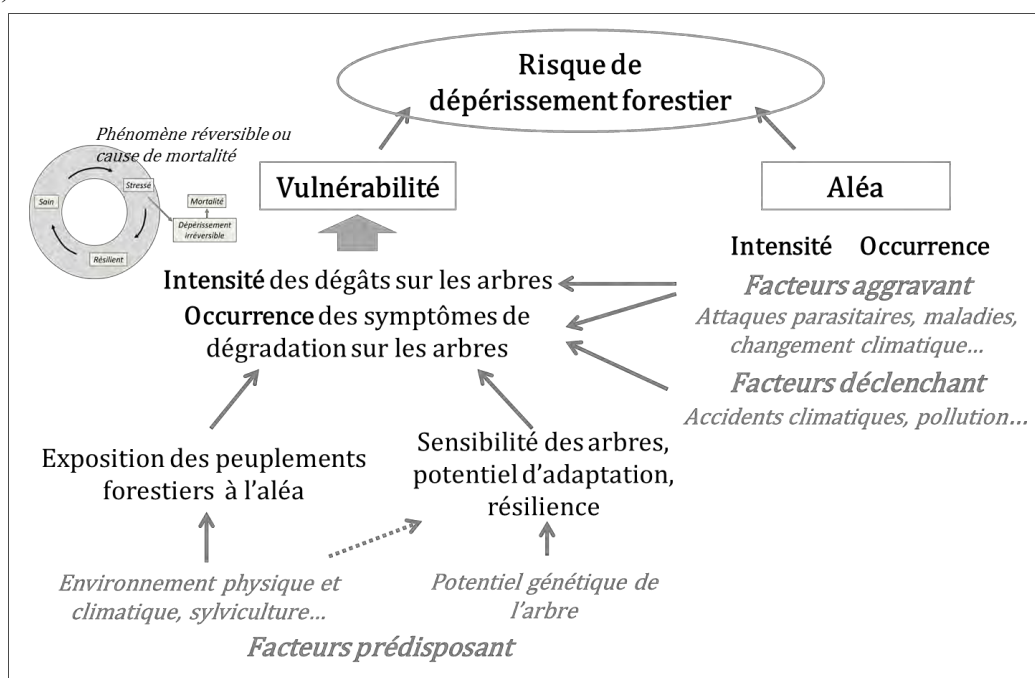 Risque de
dépérissement forestier
Phénomène réversible ou
cause de mortalité
Stressé
Sain
Mortalité
Dépérissement
irréversible
Résilient
Vulnérabilité
Aléa
Intensité Occurrence
Intensité des dégâts sur les arbres
Occurrence des symptômes de
dégradation sur les arbres
Facteurs aggravant
Attaques parasitaires, maladies,
changement climatique...
Facteurs déclenchant
Accidents climatiques, pollution...
Exposition des peuplements
forestiers à l'aléa
Sensibilité des arbres,
potentiel d'adaptation,
résilience
Environnement physique et
climatique, sylviculture...
Potentiel génétique de
l'arbre
Facteurs prédisposant